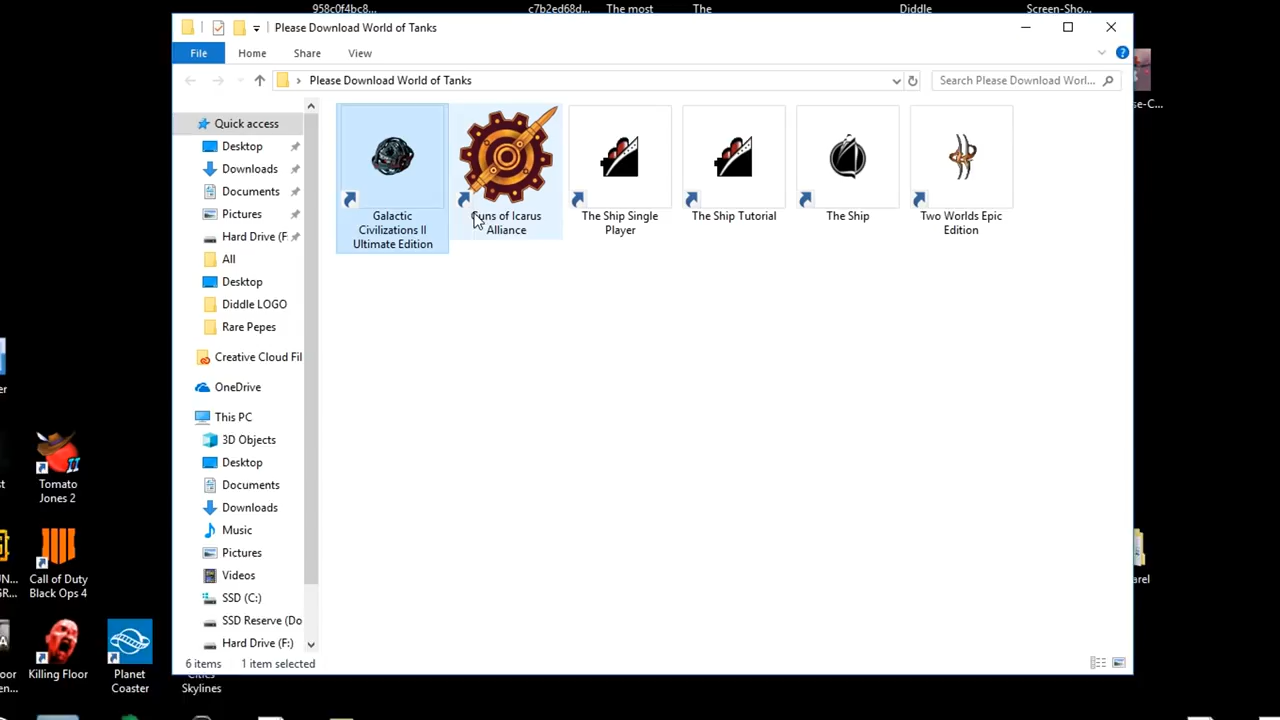 958c0f4bc8... c7b2ed68d... The most The Diddle Screen-Sho...
Please Download World of Tanks
File Home Share View
Please Download World of Tanks
Search Please Download Worl...
Quick access
Desktop
Downloads
Documents
Pictures
Hard Drive (F
All
Desktop
Diddle LOGO
Rare Pepes
Creative Cloud Fil
OneDrive
This PC
3D Objects
Desktop
Documents
Downloads
Music
Pictures
Videos
SSD (C:)
SSD Reserve (Do
Hard Drive (F:)
Galactic
Civilizations II
Ultimate Edition
Guns of Icarus
Alliance
The Ship Single
Player
The Ship Tutorial
The Ship
Two Worlds Epic
Edition
6 items 1 item selected
se-C...
Tomato
Jones 2
Call of Duty
Black Ops 4
Killing Floor
Planet
Coaster
Cities
Skylines
arel